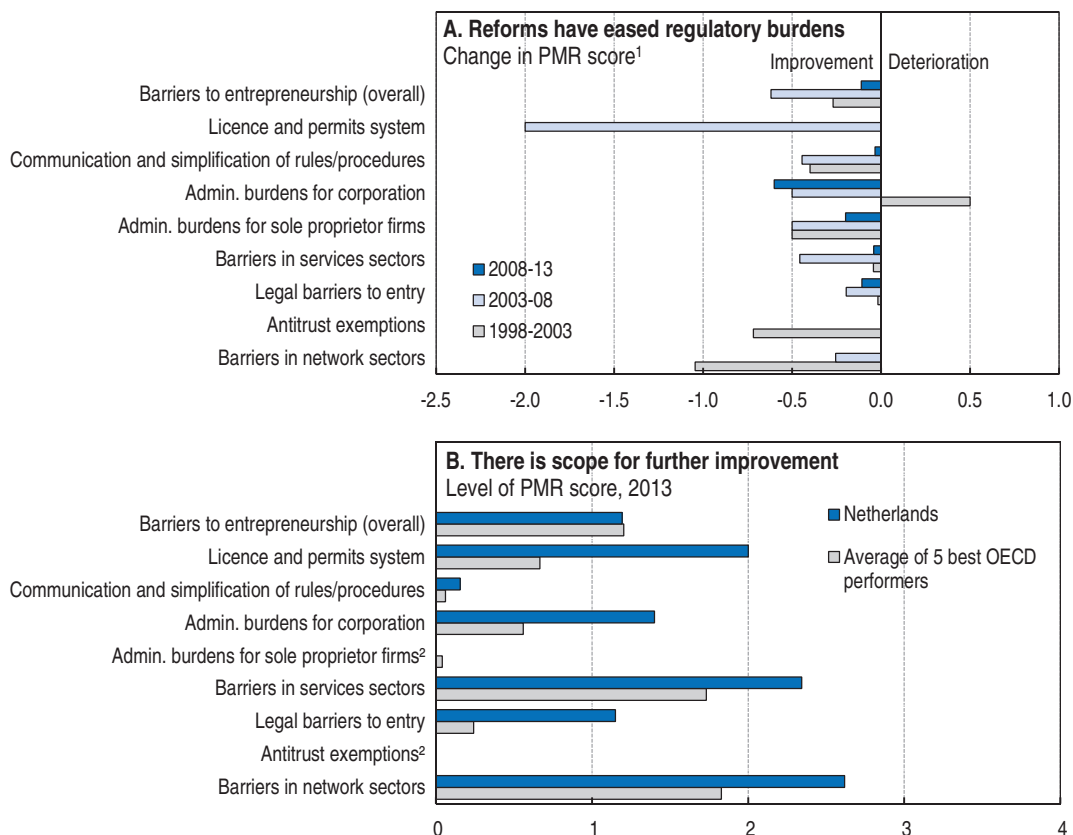 A. Reforms have eased regulatory burdens
Change in PMR score¹
Improvement
Deterioration
Barriers to entrepreneurship (overall)
Licence and permits system
Communication and simplification of rules/procedures
Admin. burdens for corporation
Admin. burdens for sole proprietor firms
Barriers in services sectors
Legal barriers to entry
Antitrust exemptions
Barriers in network sectors
2008-13
2003-08
1998-2003
-2.5 -2.0 -1.5 -1.0 -0.5 0.0 0.5 1.0
B. There is scope for further improvement
Level of PMR score, 2013
Netherlands
Average of 5 best OECD
performers
Barriers to entrepreneurship (overall)
Licence and permits system
Communication and simplification of rules/procedures
Admin. burdens for corporation
Admin. burdens for sole proprietor firms²
Barriers in services sectors
Legal barriers to entry
Antitrust exemptions²
Barriers in network sectors
0 1 2 3 4